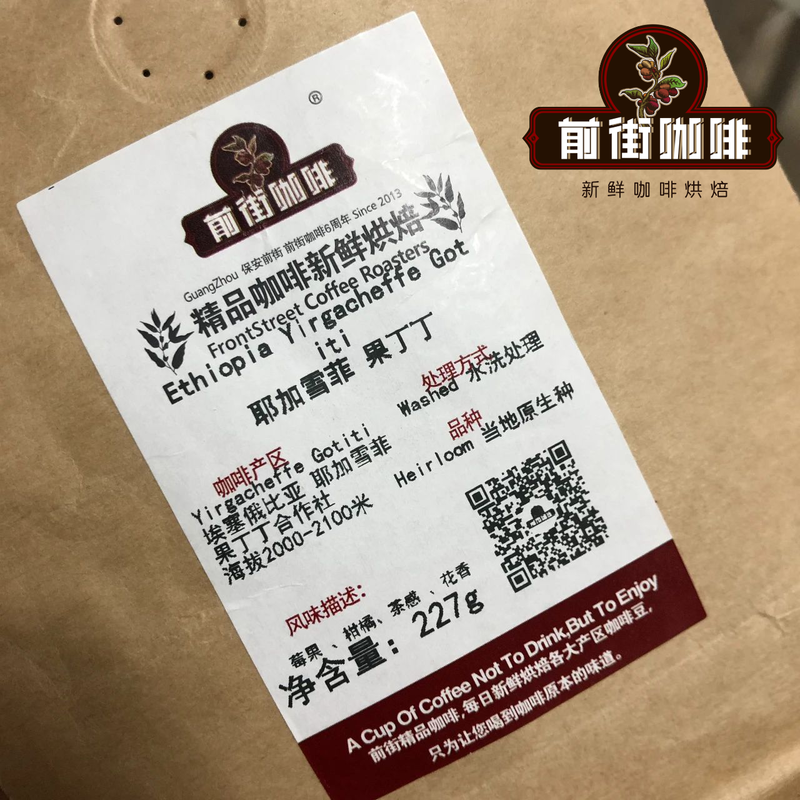 前街咖啡
新鲜咖啡烘焙
®
前街咖啡
GuangZhou 保安前街 前街咖啡6周年 Since 2013
精品咖啡新鲜烘焙
FrontStreet Coffee Roasters
Ethiopia Yirgacheffe Got
iti
耶加雪菲 果丁丁
处理方式
Washed 水洗处理
咖啡产区
Yirgacheffe Gotiti
埃塞俄比亚 耶加雪菲
果丁丁合作社
海拔2000-2100米
品种
Heirloom 当地原生种
风味描述:
莓果、柑橘、茶感、花香
净含量: 227g
A Cup Of Coffee Not To Drink,But To Enjoy
前街精品咖啡,每日新鲜烘焙各大产区咖啡豆,
只为让您喝到咖啡原本的味道。